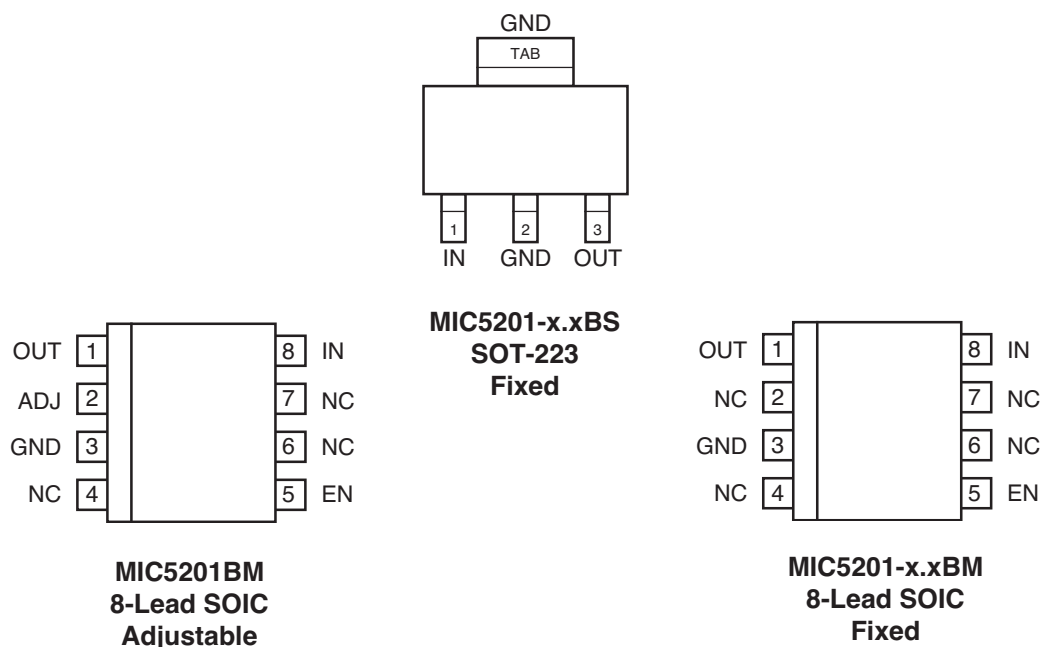 GND
TAB
1 2 3
IN GND OUT
MIC5201-x.xBS
SOT-223
Fixed
OUT 1 8 IN
ADJ 2 7 NC
GND 3 6 NC
NC 4 5 EN
MIC5201BM
8-Lead SOIC
Adjustable
OUT 1 8 IN
NC 2 7 NC
GND 3 6 NC
NC 4 5 EN
MIC5201-x.xBM
8-Lead SOIC
Fixed